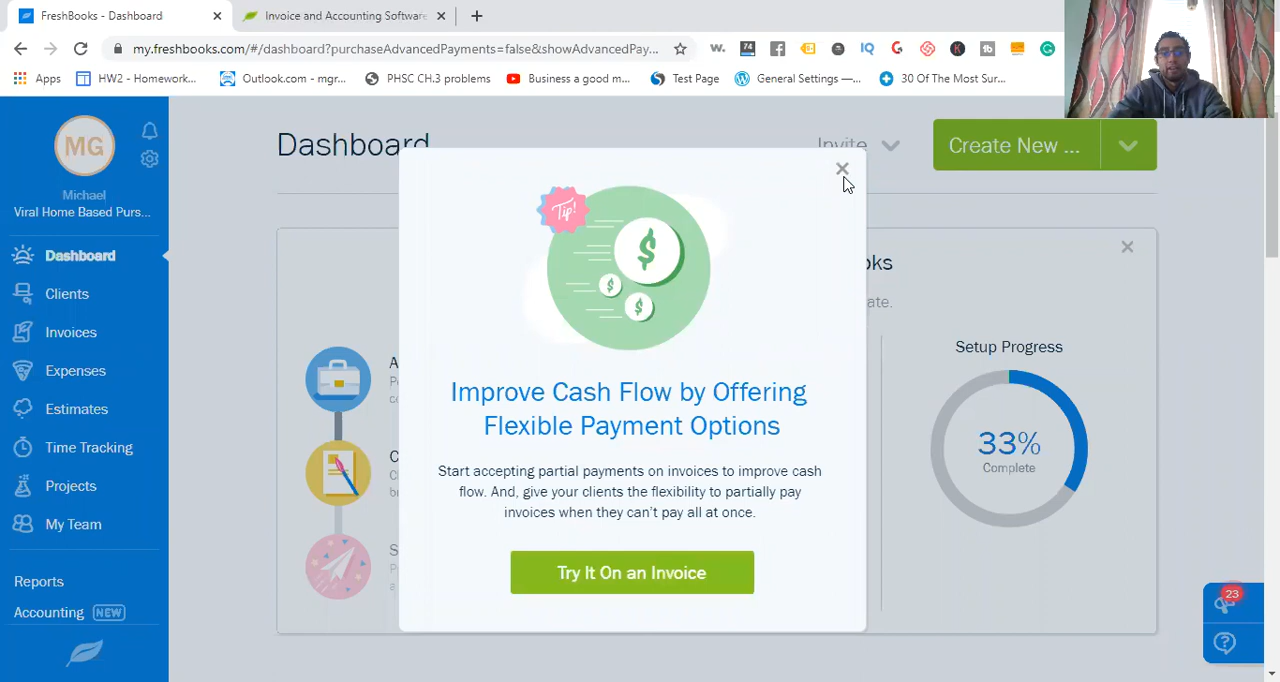 FreshBooks - Dashboard
Invoice and Accounting Software
my.freshbooks.com/#/dashboard?purchaseAdvancedPayments=false&showAdvancedPay...
w.
74
IQ
G
K
tb
Apps
HW2 - Homework...
Outlook.com - mgr...
PHSC CH.3 problems
Business a good m...
Test Page
General Settings —...
30 Of The Most Sur...
MG
Michael
Viral Home Based Purs...
Dashboard
Clients
Invoices
Expenses
Estimates
Time Tracking
Projects
My Team
Reports
Accounting NEW
Dashboard
Invite
Create New ...
Tip!
$
$
$
Improve Cash Flow by Offering
Flexible Payment Options
Start accepting partial payments on invoices to improve cash
flow. And, give your clients the flexibility to partially pay
invoices when they can't pay all at once.
Try It On an Invoice
Setup Progress
33%
Complete
23